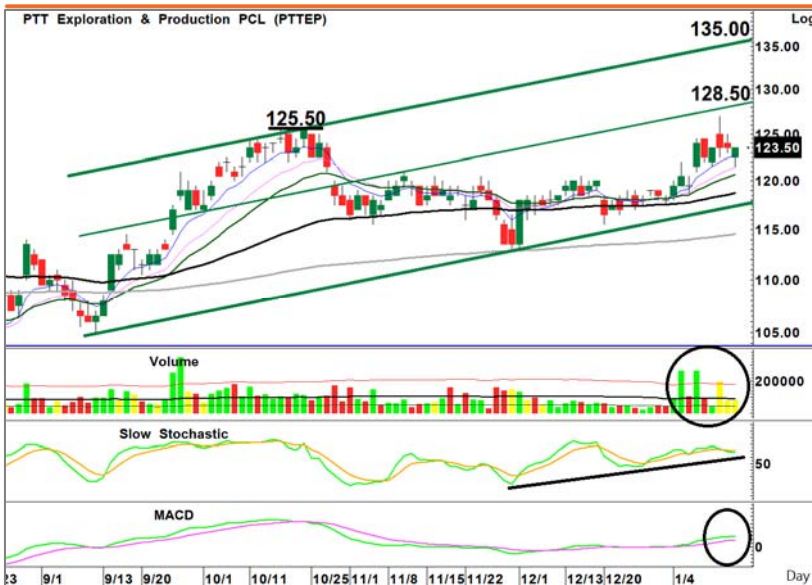 PTT Exploration & Production PCL (PTTEP)
Log
135.00
135.00
130.00
128.50
125.50
125.00
123.50
120.00
115.00
110.00
105.00
Volume
200000
Slow Stochastic
50
MACD
0
23 9/1 9/13 9/20 10/1 10/11 10/25 11/1 11/8 11/15 11/22 12/1 12/13 12/20 1/4 Day